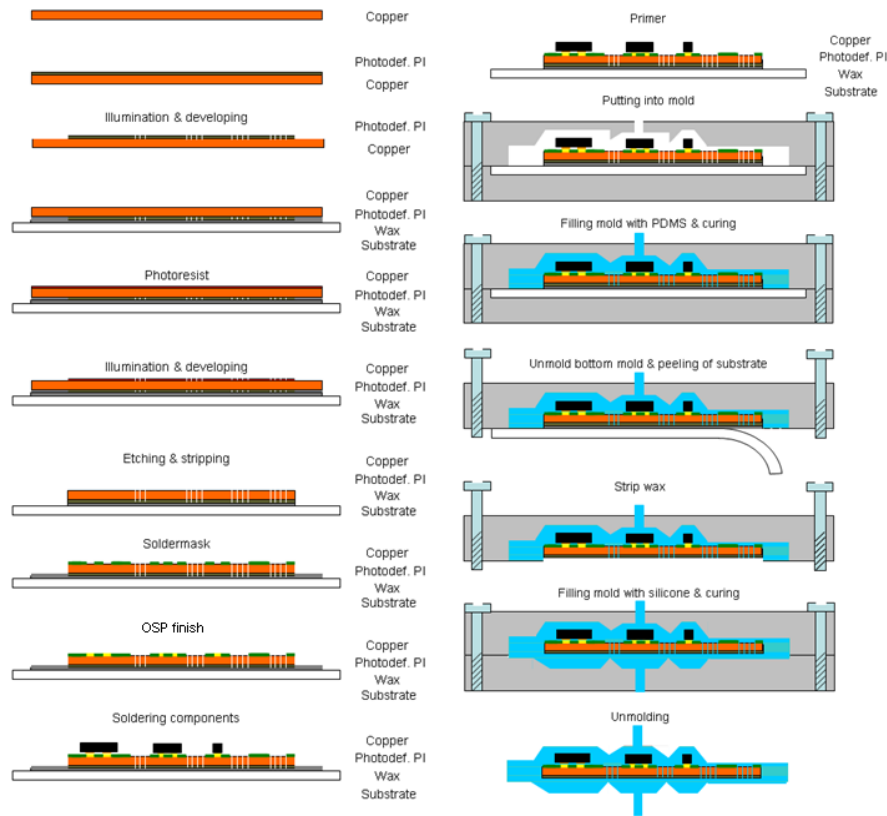 Copper
Photodef. PI
Copper
Illumination & developing
Photodef. PI
Copper
Copper
Photodef. PI
Wax
Substrate
Photoresist
Copper
Photodef. PI
Wax
Substrate
Illumination & developing
Copper
Photodef. PI
Wax
Substrate
Etching & stripping
Copper
Photodef. PI
Wax
Substrate
Soldermask
Copper
Photodef. PI
Wax
Substrate
OSP finish
Copper
Photodef. PI
Wax
Substrate
Soldering components
Copper
Photodef. PI
Wax
Substrate
Primer
Copper
Photodef. PI
Wax
Substrate
Putting into mold
Filling mold with PDMS & curing
Unmold bottom mold & peeling of substrate
Strip wax
Filling mold with silicone & curing
Unmolding